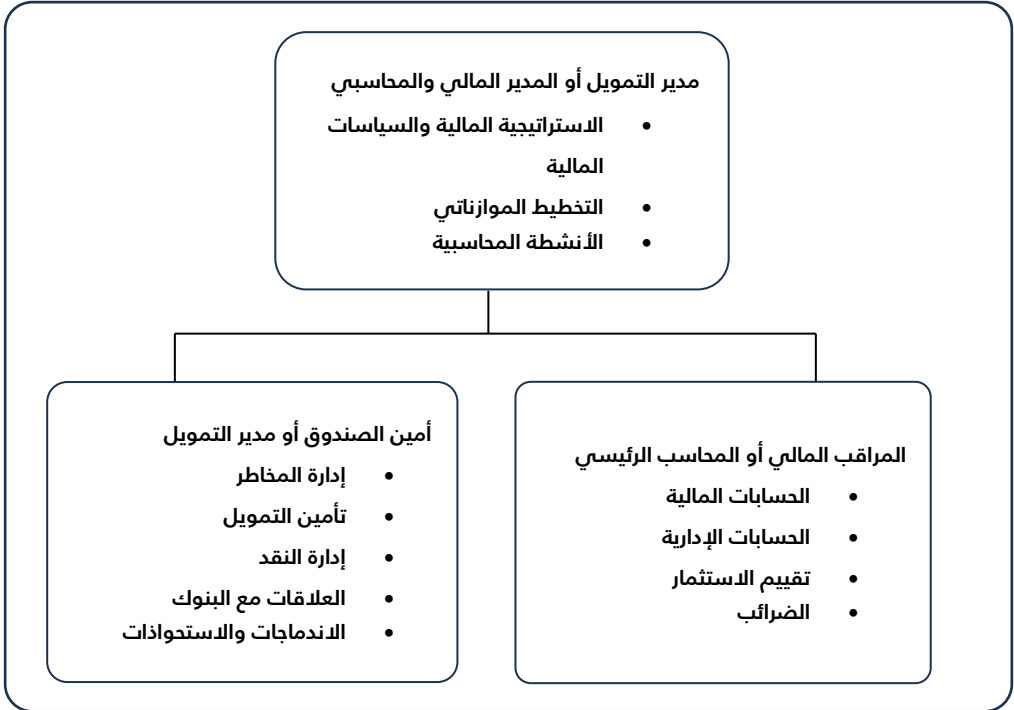 مدير التمويل أو المدير المالي والمحاسبي
• الاستراتيجية المالية والسياسات
المالية
• التخطيط الموازناتي
• الأنشطة المحاسبية
المراقب المالي أو المحاسب الرئيسي
• الحسابات المالية
• الحسابات الإدارية
• تقييم الاستثمار
• الضرائب
أمين الصندوق أو مدير التمويل
• إدارة المخاطر
• تأمين التمويل
• إدارة النقد
• العلاقات مع البنوك
• الاندماجات والاستحواذات